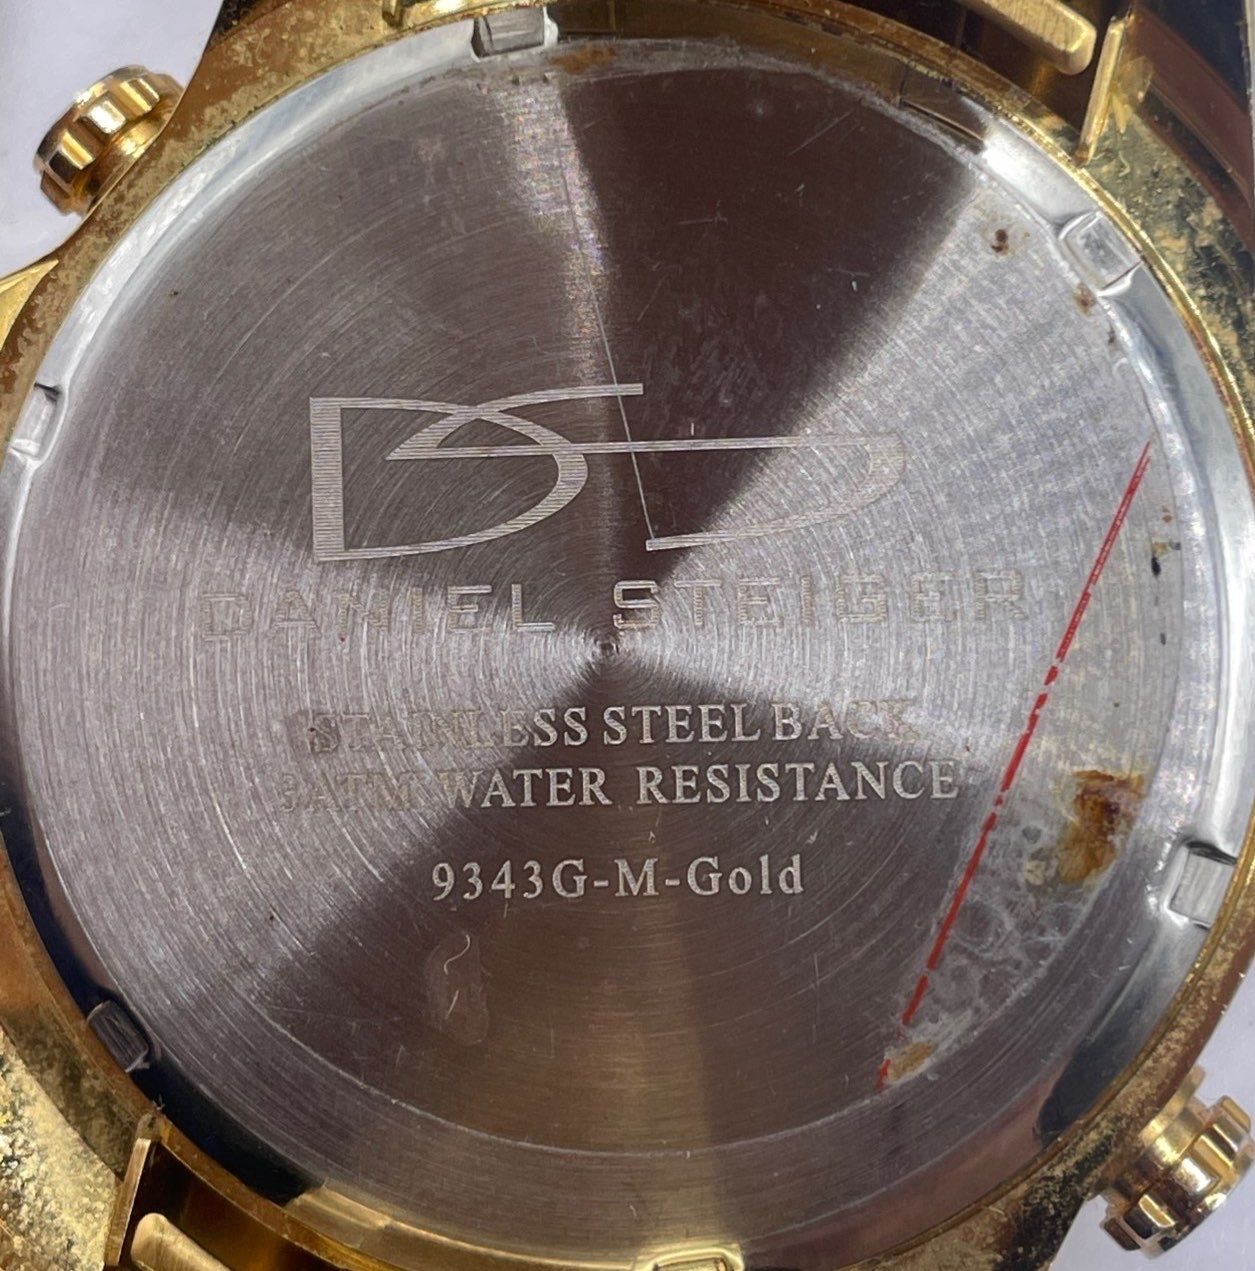 DS
DANIEL STEIGER
STAINLESS STEEL BACK
3ATM WATER RESISTANCE
9343G-M-Gold